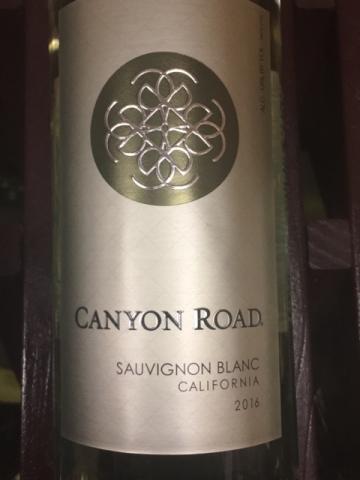 CANYON ROAD.
SAUVIGNON BLANC
CALIFORNIA
2016